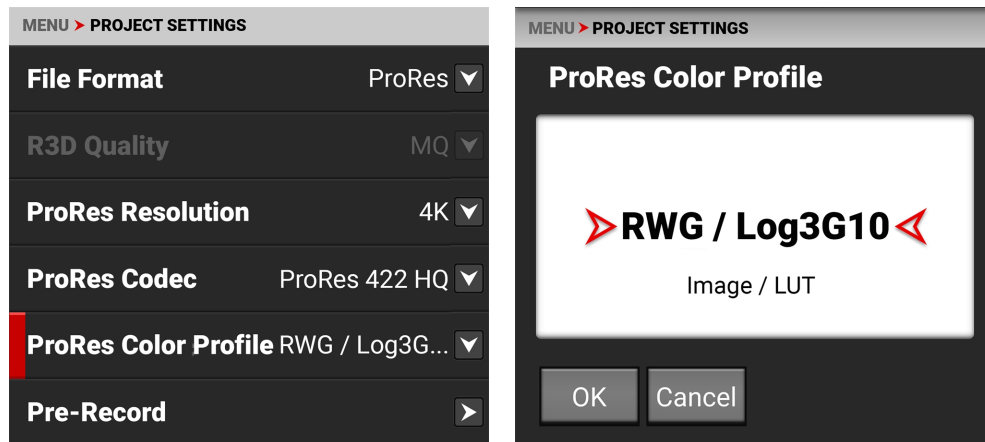 MENU PROJECT SETTINGS
File Format ProRes
R3D Quality MQ
ProRes Resolution 4K
ProRes Codec ProRes 422 HQ
ProRes Color Profile RWG / Log3G...
Pre-Record
MENU PROJECT SETTINGS
ProRes Color Profile
RWG / Log3G10
Image / LUT
OK Cancel